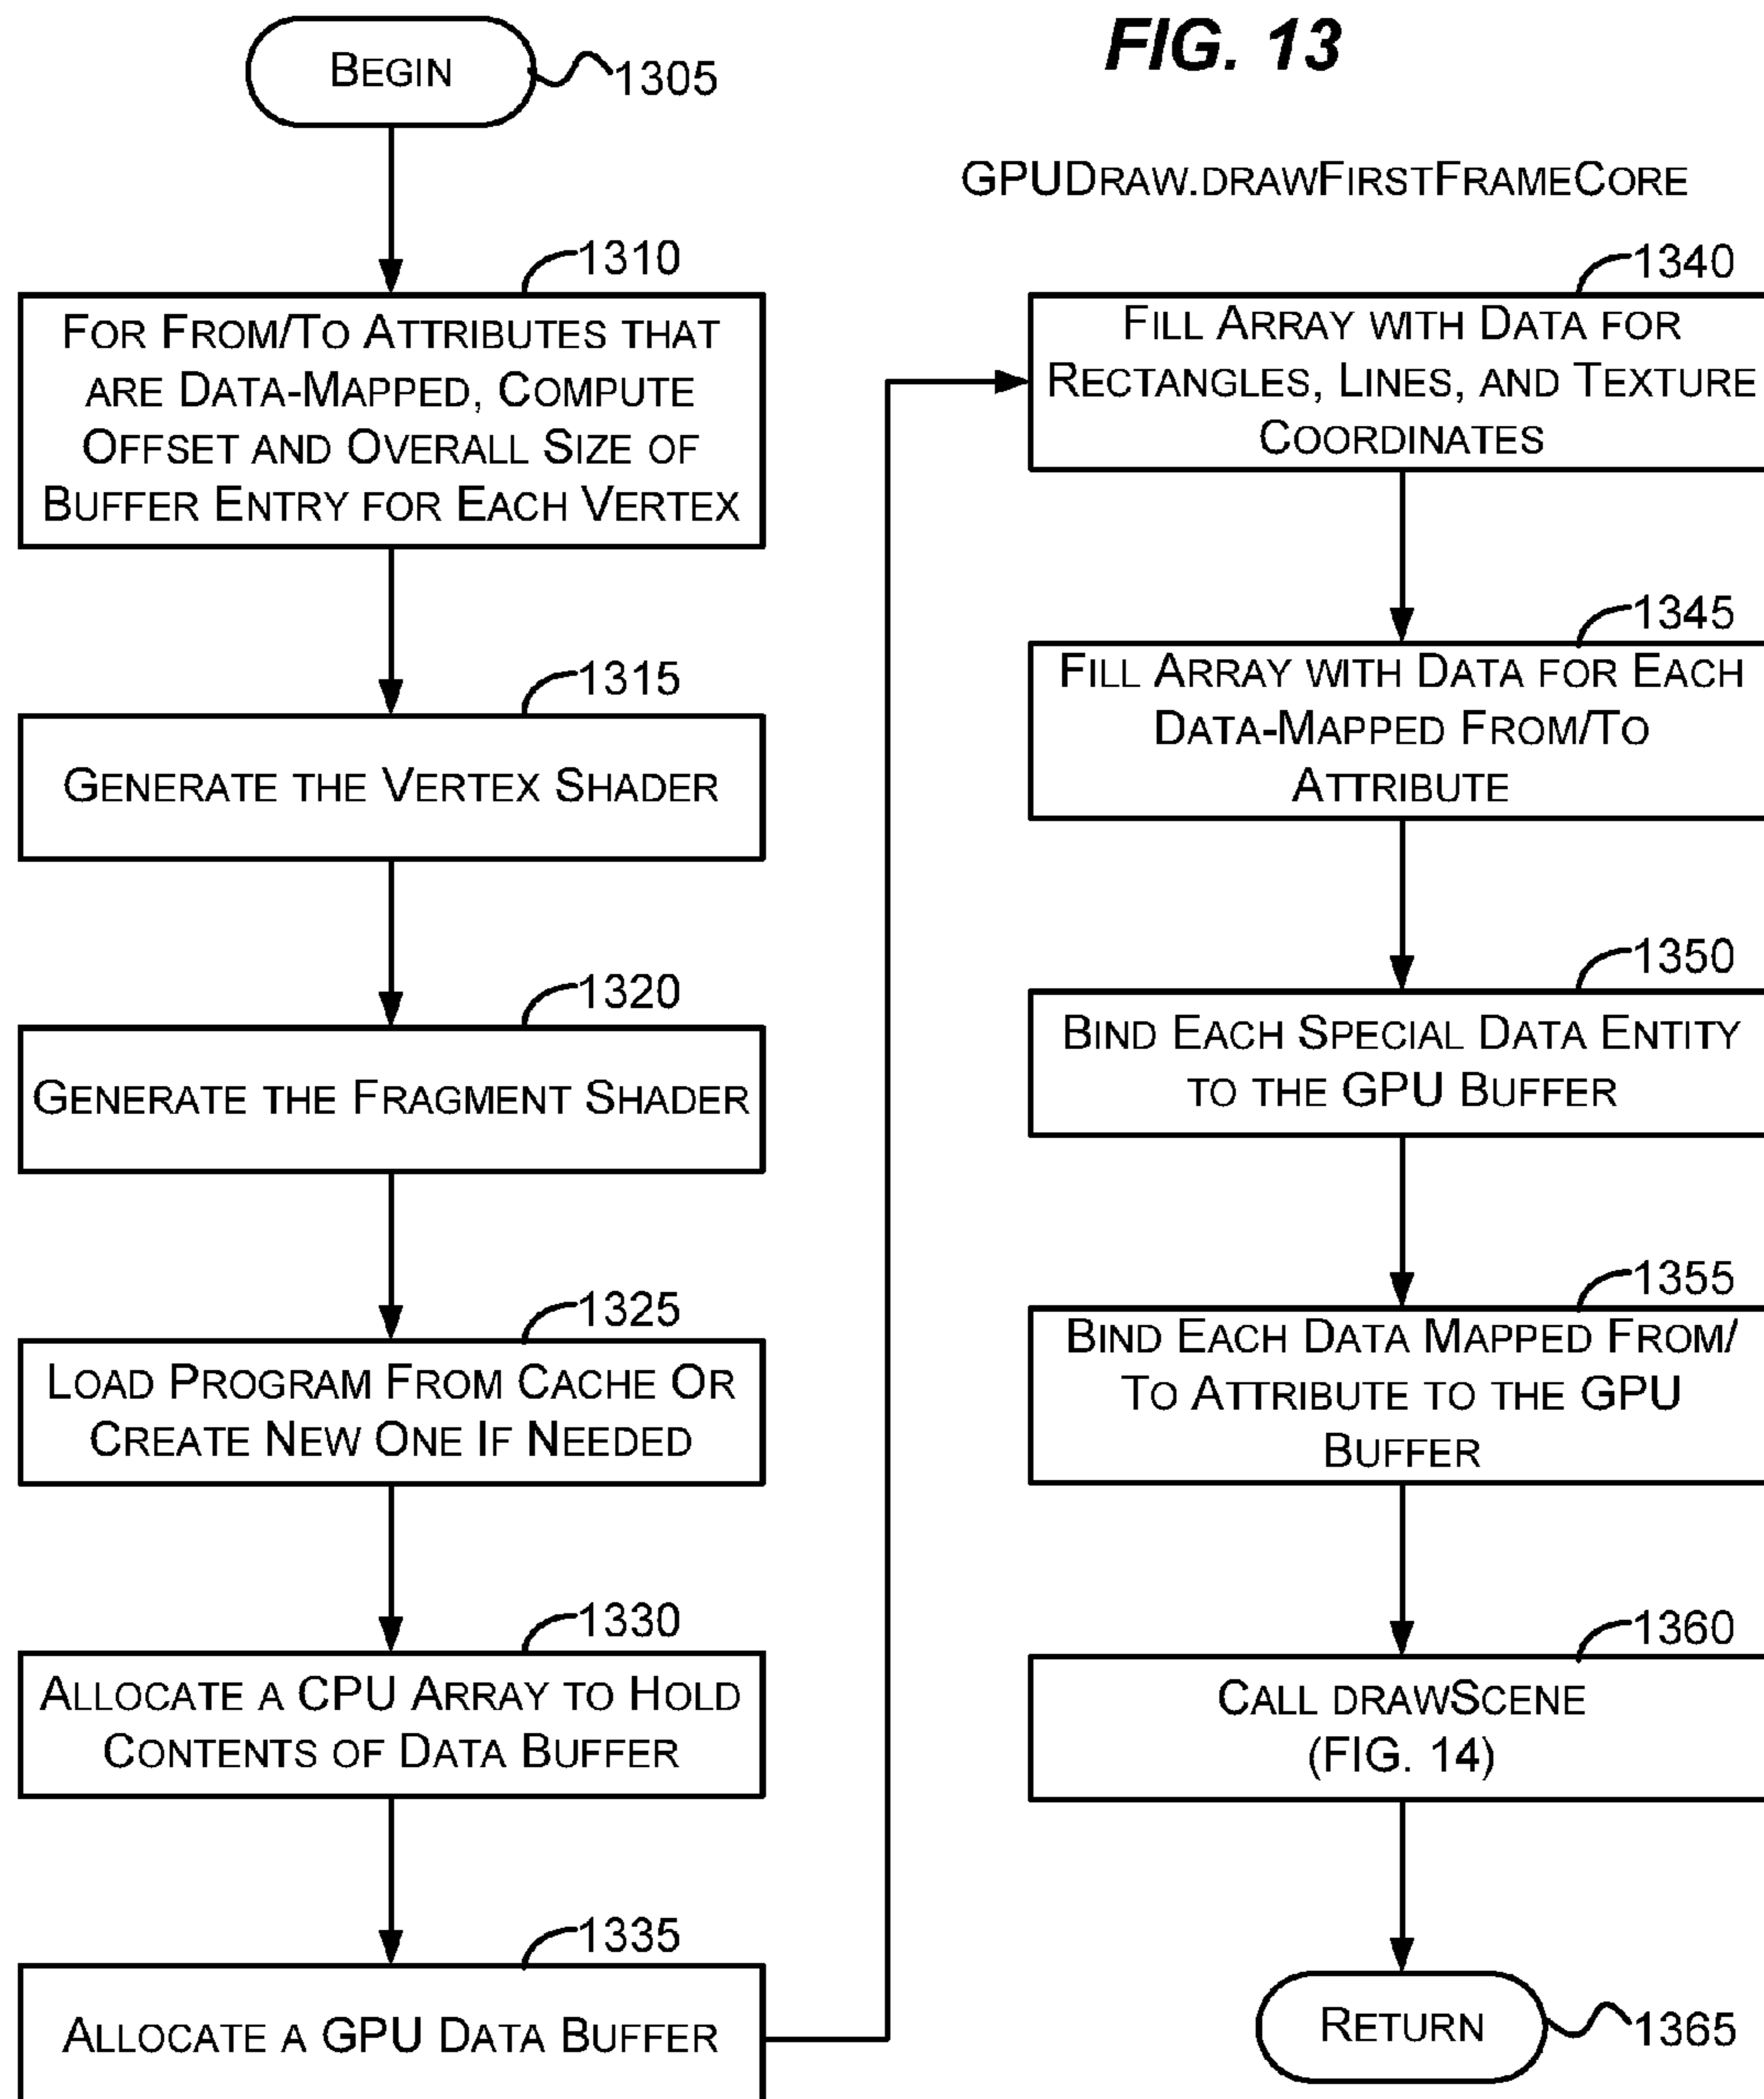 FIG. 13
GPUDRAW.DRAWFIRSTFRAMECORE
BEGIN
1305
1310
FOR FROM/TO ATTRIBUTES THAT
ARE DATA-MAPPED, COMPUTE
OFFSET AND OVERALL SIZE OF
BUFFER ENTRY FOR EACH VERTEX
1315
GENERATE THE VERTEX SHADER
1320
GENERATE THE FRAGMENT SHADER
1325
LOAD PROGRAM FROM CACHE OR
CREATE NEW ONE IF NEEDED
1330
ALLOCATE A CPU ARRAY TO HOLD
CONTENTS OF DATA BUFFER
1335
ALLOCATE A GPU DATA BUFFER
1340
FILL ARRAY WITH DATA FOR
RECTANGLES, LINES, AND TEXTURE
COORDINATES
1345
FILL ARRAY WITH DATA FOR EACH
DATA-MAPPED FROM/TO
ATTRIBUTE
1350
BIND EACH SPECIAL DATA ENTITY
TO THE GPU BUFFER
1355
BIND EACH DATA MAPPED FROM/
TO ATTRIBUTE TO THE GPU
BUFFER
1360
CALL DRAWSCENE
(FIG. 14)
RETURN
1365